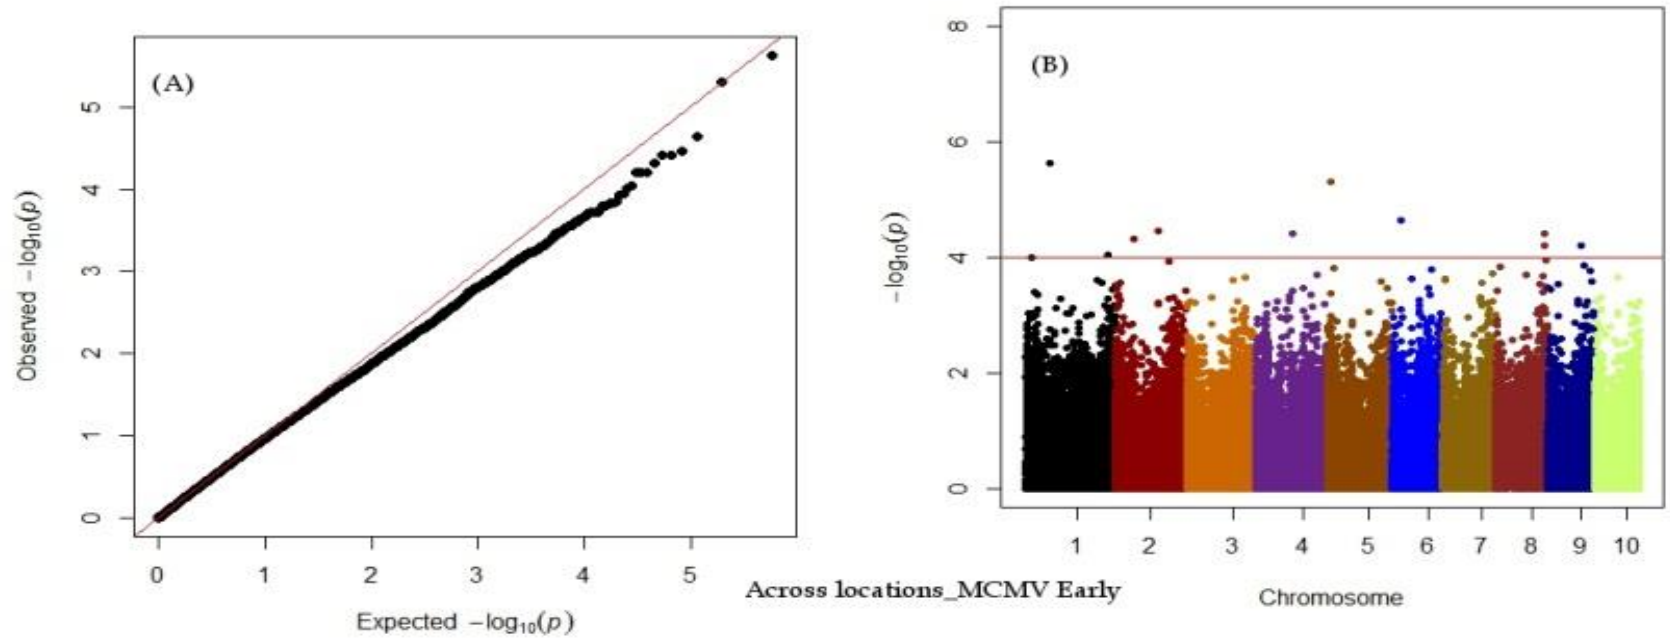 (A)
Observed −log10(p)
5
4
3
2
1
0
0 1 2 3 4 5
Expected −log10(p)
(B)
−log10(p)
8
6
4
2
0
1 2 3 4 5 6 7 8 9 10
Chromosome
Across locations_MCMV Early